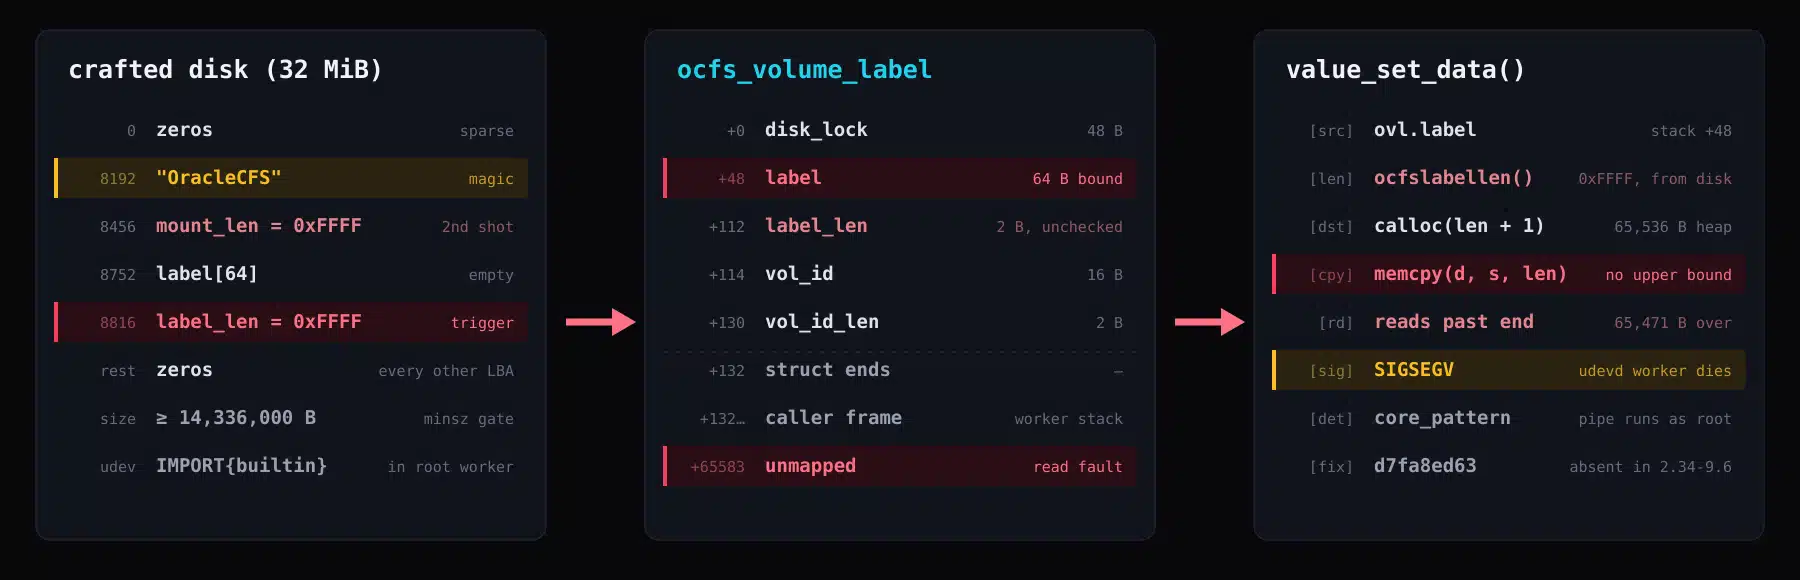 crafted disk (32 MiB)
0 zeros sparse
8192 "OracleCFS" magic
8456 mount_len = 0xFFFF 2nd shot
8752 label[64] empty
8816 label_len = 0xFFFF trigger
rest zeros every other LBA
size ≥ 14,336,000 B minsz gate
udev IMPORT{builtin} in root worker
ocfs_volume_label
+0 disk_lock 48 B
+48 label 64 B bound
+112 label_len 2 B, unchecked
+114 vol_id 16 B
+130 vol_id_len 2 B
+132 struct ends –
+132… caller frame worker stack
+65583 unmapped read fault
value_set_data()
[src] ovl.label stack +48
[len] ocfslabellen() 0xFFFF, from disk
[dst] calloc(len + 1) 65,536 B heap
[cpy] memcpy(d, s, len) no upper bound
[rd] reads past end 65,471 B over
[sig] SIGSEGV udevd worker dies
[det] core_pattern pipe runs as root
[fix] d7fa8ed63 absent in 2.34-9.6